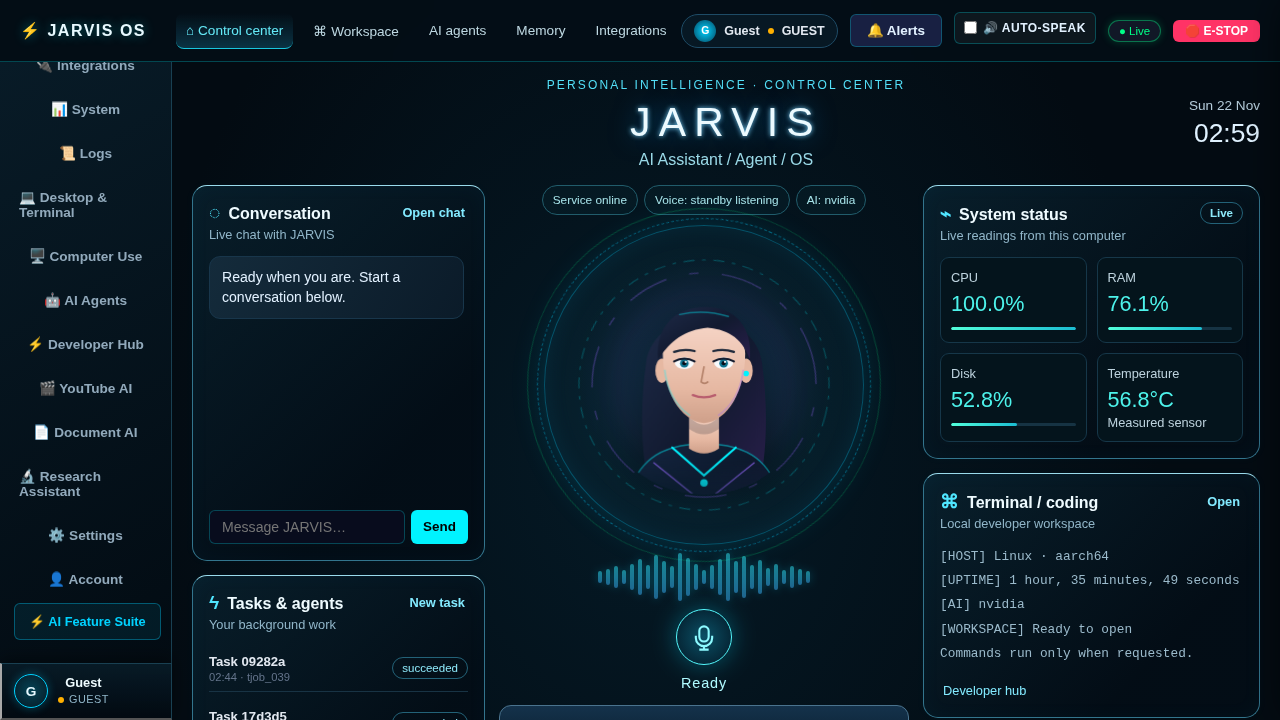 ⚡ JARVIS OS
⌂ Control center
⌘ Workspace
AI agents
Memory
Integrations
G Guest GUEST
🔔 Alerts
🔊 AUTO-SPEAK
● Live
🛑 E-STOP
🔌 Integrations
📊 System
📜 Logs
💻 Desktop &
Terminal
🖥️ Computer Use
🤖 AI Agents
⚡ Developer Hub
🎬 YouTube AI
📄 Document AI
🔬 Research
Assistant
⚙️ Settings
👤 Account
⚡ AI Feature Suite
G
Guest
GUEST
PERSONAL INTELLIGENCE · CONTROL CENTER
JARVIS
AI Assistant / Agent / OS
Sun 22 Nov
02:59
Conversation
Open chat
Live chat with JARVIS
Ready when you are. Start a
conversation below.
Message JARVIS…
Send
Tasks & agents
New task
Your background work
Task 09282a
02:44 · tjob_039
succeeded
Task 17d3d5
Service online
Voice: standby listening
AI: nvidia
Ready
⌁ System status
Live
Live readings from this computer
CPU
100.0%
RAM
76.1%
Disk
52.8%
Temperature
56.8°C
Measured sensor
⌘ Terminal / coding
Open
Local developer workspace
[HOST] Linux · aarch64
[UPTIME] 1 hour, 35 minutes, 49 seconds
[AI] nvidia
[WORKSPACE] Ready to open
Commands run only when requested.
Developer hub